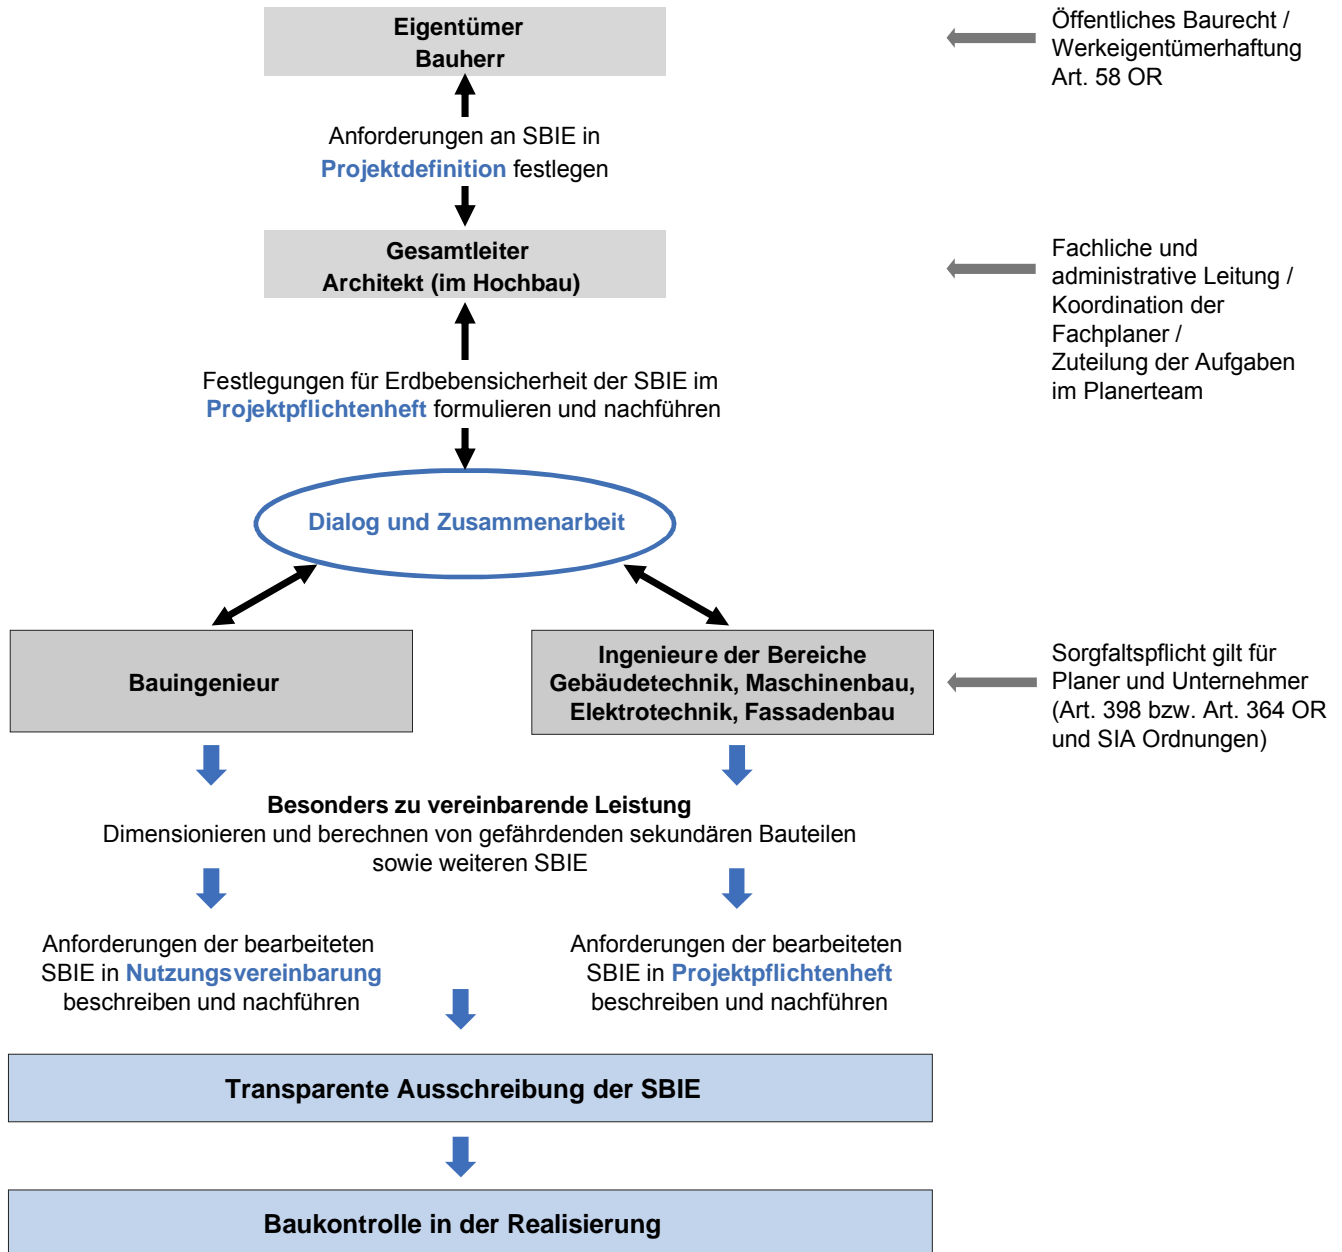 Eigentümer
Bauherr
Öffentliches Baurecht /
Werkeigentümerhaftung
Art. 58 OR
Anforderungen an SBIE in
Projektdefinition festlegen
Gesamtleiter
Architekt (im Hochbau)
Fachliche und
administrative Leitung /
Koordination der
Fachplaner /
Zuteilung der Aufgaben
im Planerteam
Festlegungen für Erdbebensicherheit der SBIE im
Projektpflichtenheft formulieren und nachführen
Dialog und Zusammenarbeit
Bauingenieur
Ingenieure der Bereiche
Gebäudetechnik, Maschinenbau,
Elektrotechnik, Fassadenbau
Sorgfaltspflicht gilt für
Planer und Unternehmer
(Art. 398 bzw. Art. 364 OR
und SIA Ordnungen)
Besonders zu vereinbarende Leistung
Dimensionieren und berechnen von gefährdenden sekundären Bauteilen
sowie weiteren SBIE
Anforderungen der bearbeiteten
SBIE in Nutzungsvereinbarung
beschreiben und nachführen
Anforderungen der bearbeiteten
SBIE in Projektpflichtenheft
beschreiben und nachführen
Transparente Ausschreibung der SBIE
Baukontrolle in der Realisierung